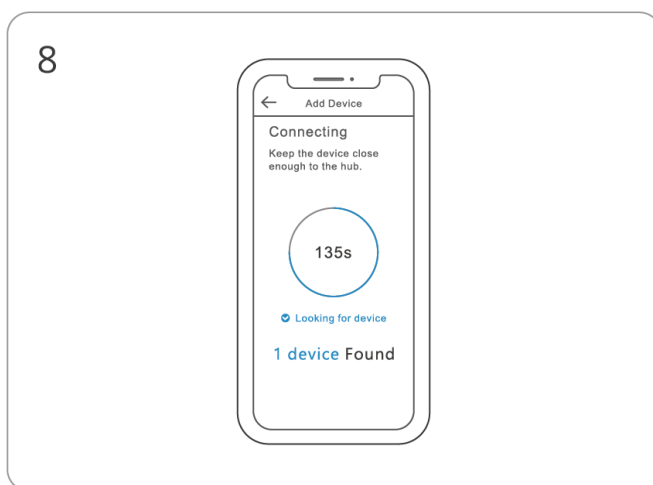 8
Add Device
Connecting
Keep the device close
enough to the hub.
135s
Looking for device
1 device Found